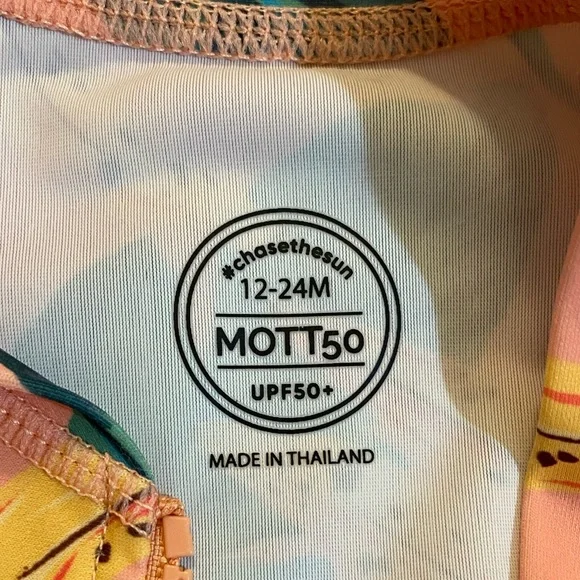 #chasethesun
12-24M
MOTT50
UPF50+
MADE IN THAILAND